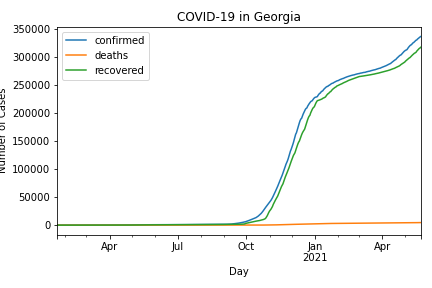 COVID-19 in Georgia
350000
300000
250000
200000
150000
100000
50000
0
Number of Cases
confirmed
deaths
recovered
Apr
Jul
Oct
Jan
2021
Apr
Day